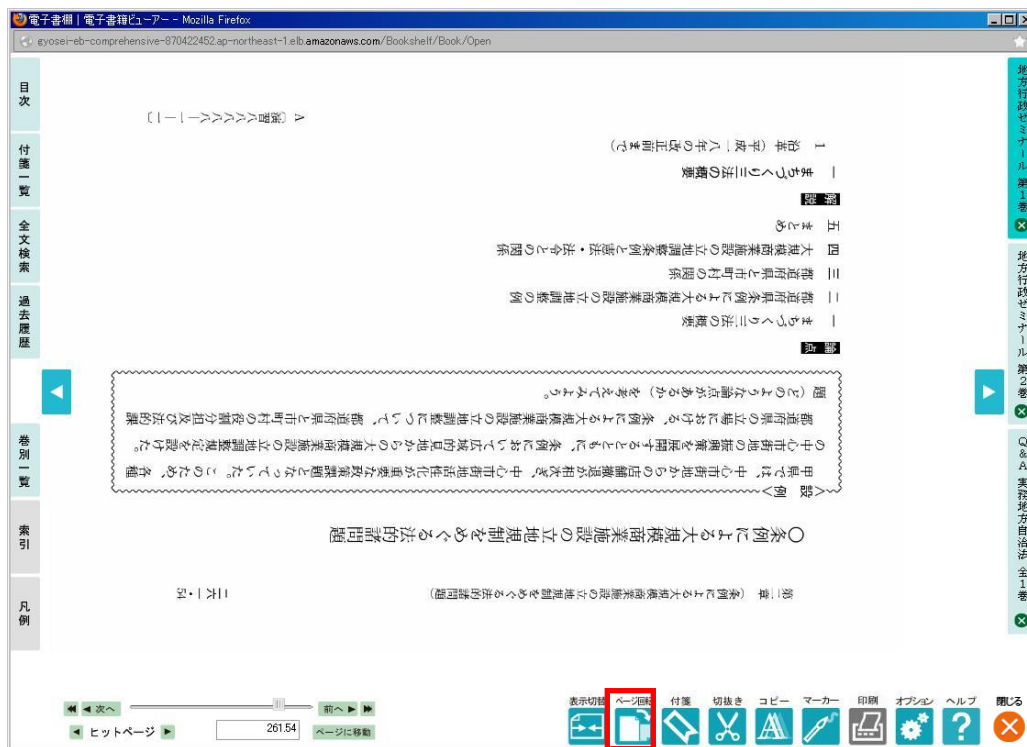 電子書棚 | 電子書籍ビューアー - Mozilla Firefox
gyosei-eb-comprehensive-870422452.ap-northeast-1.elb.amazonaws.com/Bookshelf/Book/Open
目次
付箋一覧
全文検索
過去履歴
巻別一覧
索引
凡例
第二章 (条例による大規模商業施設の立地規制をめぐる法的諸問題) 二六一・54
〇条例による大規模商業施設の立地規制をめぐる法的諸問題
<設 例>
甲県では、中心市街地からの店舗撤退が相次ぎ、中心市街地活性化が重要な政策課題となっていた。このため、各種
の中心市街地の振興策を展開するとともに、条例において広域的見地からの大規模商業施設の立地調整規定を設けた。
都道府県の立場における、条例による大規模商業施設の立地調整について、都道府県と市町村の役割分担及び法的課
題(どのような論点があるか)を考えてみよう。
論 点
一 まちづくり三法の概要
二 都道府県条例による大規模商業施設の立地調整の例
三 都道府県と市町村の関係
四 大規模商業施設の立地調整条例と憲法・法令との関係
五 まとめ
解 説
一 まちづくり三法の概要
1 沿革(平成一八年の改正前まで)
地方行政ゼミナール 第1巻
地方行政ゼミナール 第2巻
Q&A 実務地方自治法 全1巻
次へ
前へ
ヒットページ
261.54
ページに移動
表示切替
ページ回転
付箋
切抜き
コピー
マーカー
印刷
オプション
ヘルプ
閉じる